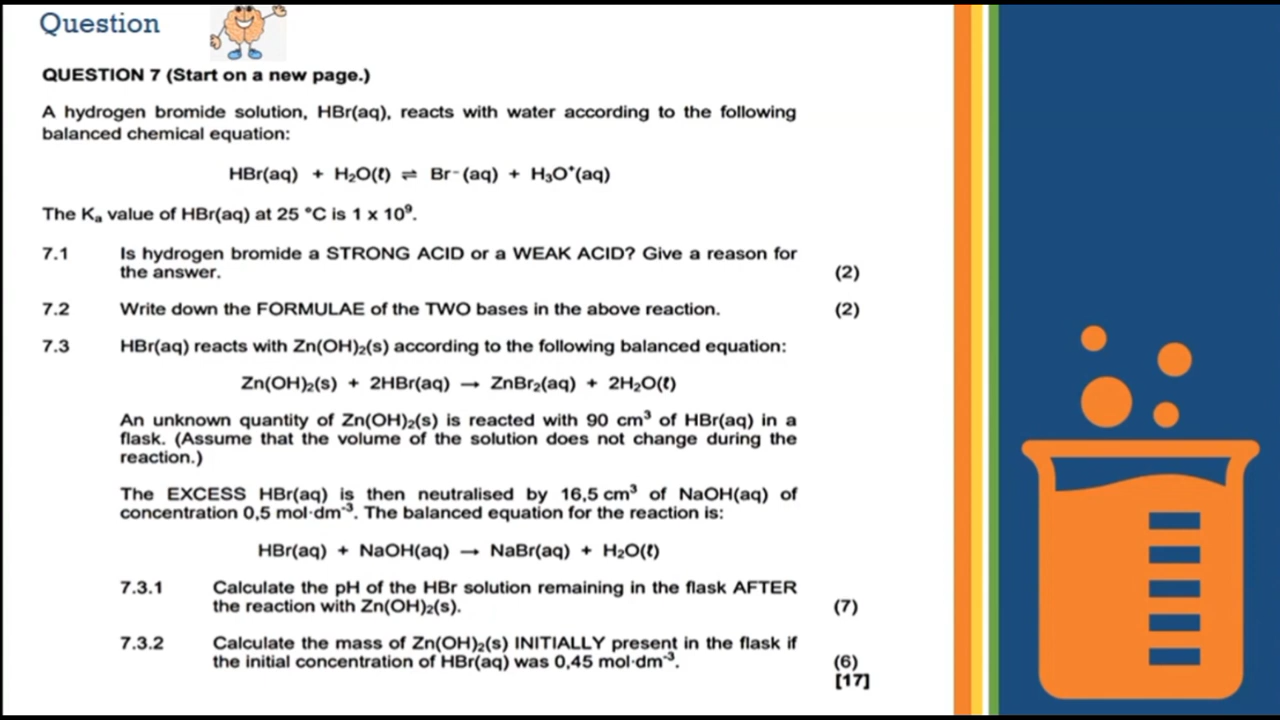 Question
QUESTION 7 (Start on a new page.)
A hydrogen bromide solution, HBr(aq), reacts with water according to the following
balanced chemical equation:
HBr(aq) + H₂O(ℓ) ⇌ Br⁻(aq) + H₃O⁺(aq)
The Kₐ value of HBr(aq) at 25 °C is 1 x 10⁹.
7.1 Is hydrogen bromide a STRONG ACID or a WEAK ACID? Give a reason for
the answer. (2)
7.2 Write down the FORMULAE of the TWO bases in the above reaction. (2)
7.3 HBr(aq) reacts with Zn(OH)₂(s) according to the following balanced equation:
Zn(OH)₂(s) + 2HBr(aq) → ZnBr₂(aq) + 2H₂O(ℓ)
An unknown quantity of Zn(OH)₂(s) is reacted with 90 cm³ of HBr(aq) in a
flask. (Assume that the volume of the solution does not change during the
reaction.)
The EXCESS HBr(aq) is then neutralised by 16,5 cm³ of NaOH(aq) of
concentration 0,5 mol·dm⁻³. The balanced equation for the reaction is:
HBr(aq) + NaOH(aq) → NaBr(aq) + H₂O(ℓ)
7.3.1 Calculate the pH of the HBr solution remaining in the flask AFTER
the reaction with Zn(OH)₂(s). (7)
7.3.2 Calculate the mass of Zn(OH)₂(s) INITIALLY present in the flask if
the initial concentration of HBr(aq) was 0,45 mol·dm⁻³. (6)
[17]